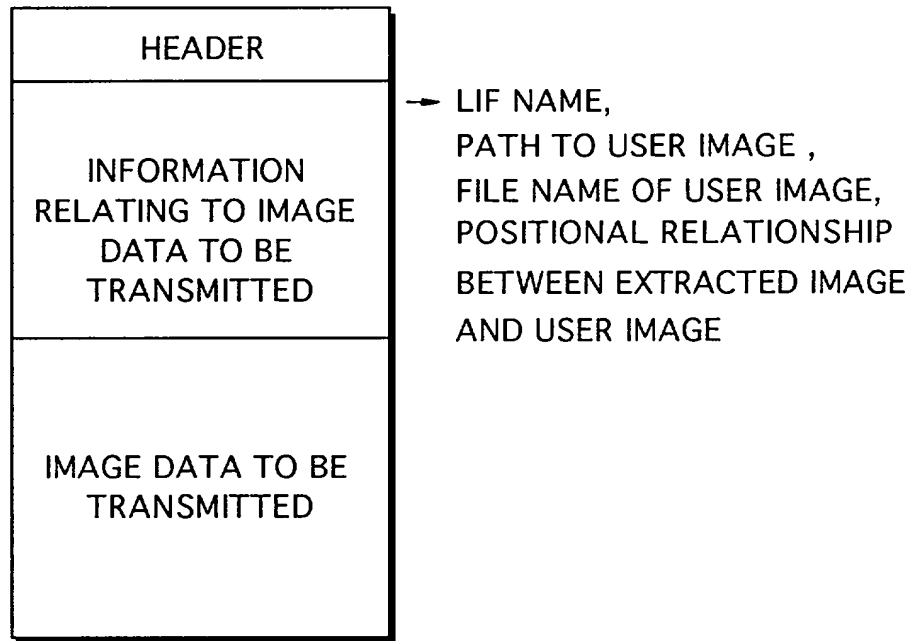 HEADER
INFORMATION
RELATING TO IMAGE
DATA TO BE
TRANSMITTED
IMAGE DATA TO BE
TRANSMITTED
LIF NAME,
PATH TO USER IMAGE ,
FILE NAME OF USER IMAGE,
POSITIONAL RELATIONSHIP
BETWEEN EXTRACTED IMAGE
AND USER IMAGE